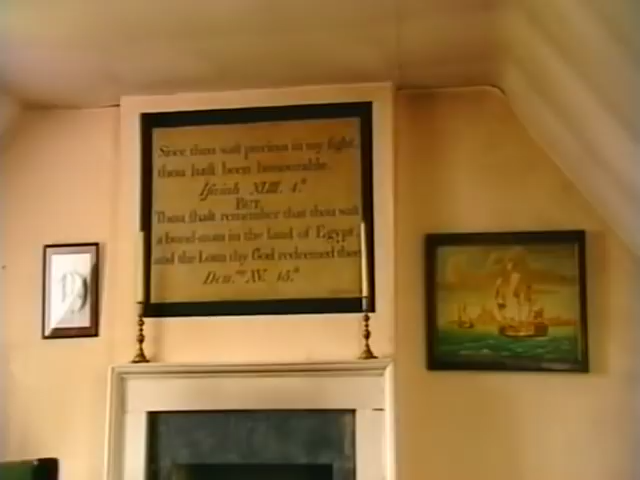 Since thou wast precious in my sight,
thou hast been honourable.
Isaiah XLIII. 4.th
BUT,
Thou shalt remember that thou wast
a bond-man in the land of Egypt
and the LORD thy God redeemed thee
XV. 15.th